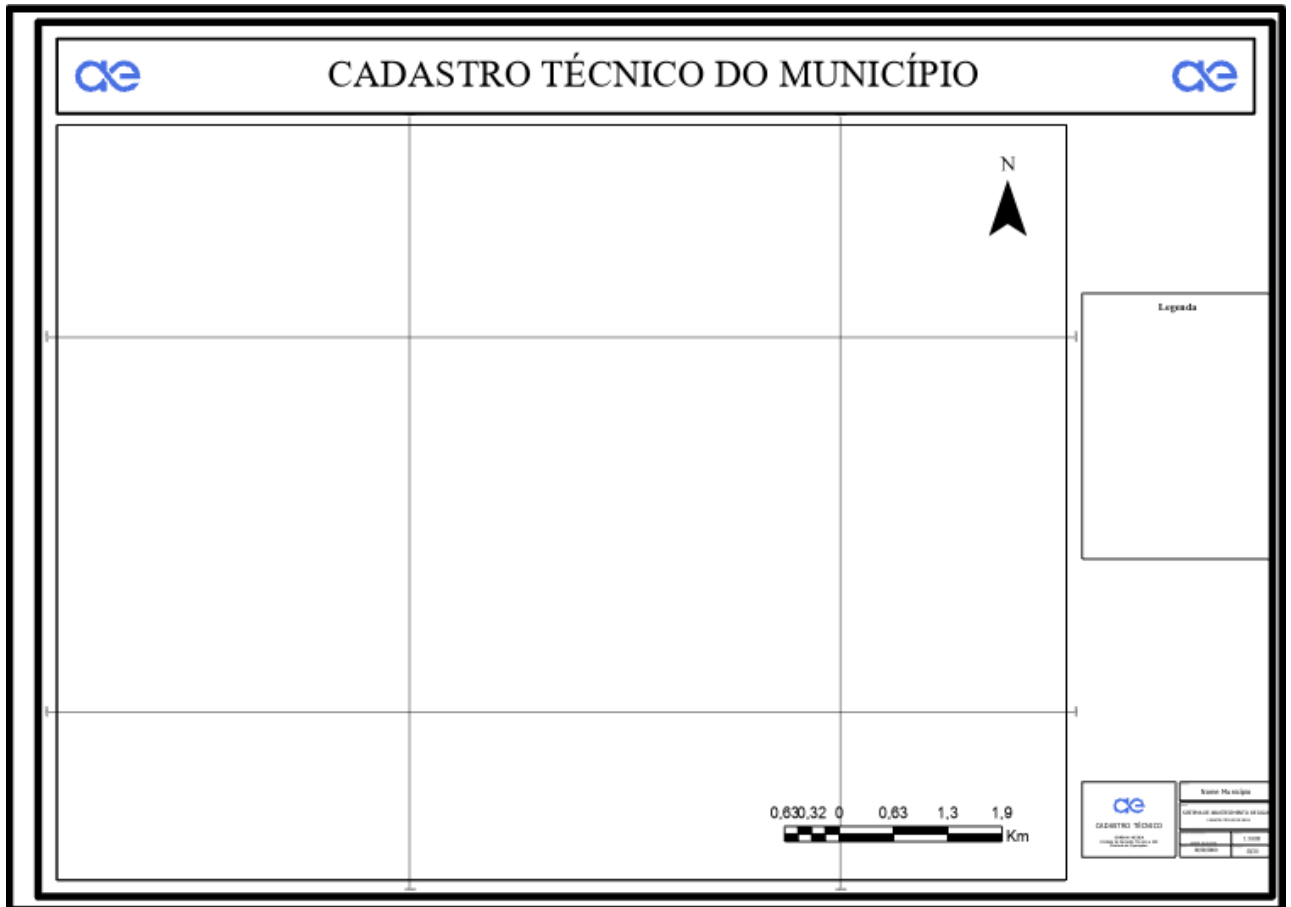 ae
CADASTRO TÉCNICO DO MUNICÍPIO
ae
N
Legenda
0,63 0,32 0 0,63 1,3 1,9
Km
ae
CADASTRO TÉCNICO
Nome Município